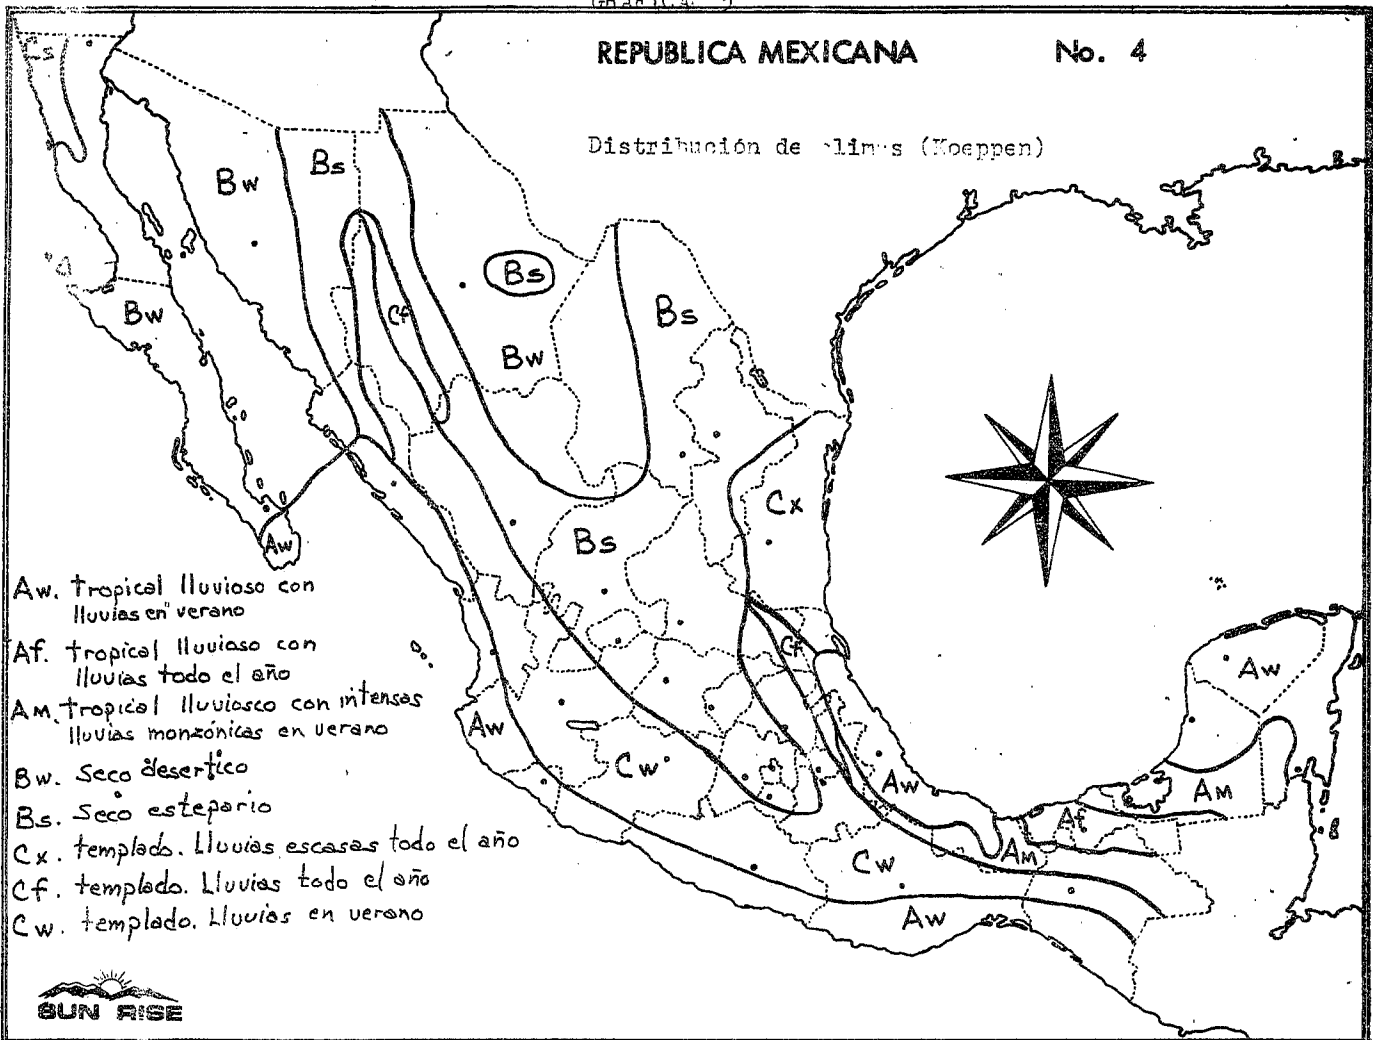 REPUBLICA MEXICANA No. 4
Distribución de climas (Koeppen)
Cs
Bw
Bs
Bs
Bw
Cf
Bs
Bw
Cx
Bs
Aw
Cf
Aw
Aw
Cw
Aw
Am
Af
Am
Cw
Aw
Aw. tropical lluvioso con
lluvias en verano
Af. tropical lluvioso con
lluvias todo el año
Am. tropical lluviosco con intensas
lluvias monzónicas en verano
Bw. Seco desertico
Bs. Seco estepario
Cx. templado. Lluvias escasas todo el año
Cf. templado. Lluvias todo el año
Cw. templado. Lluvias en verano
SUN RISE